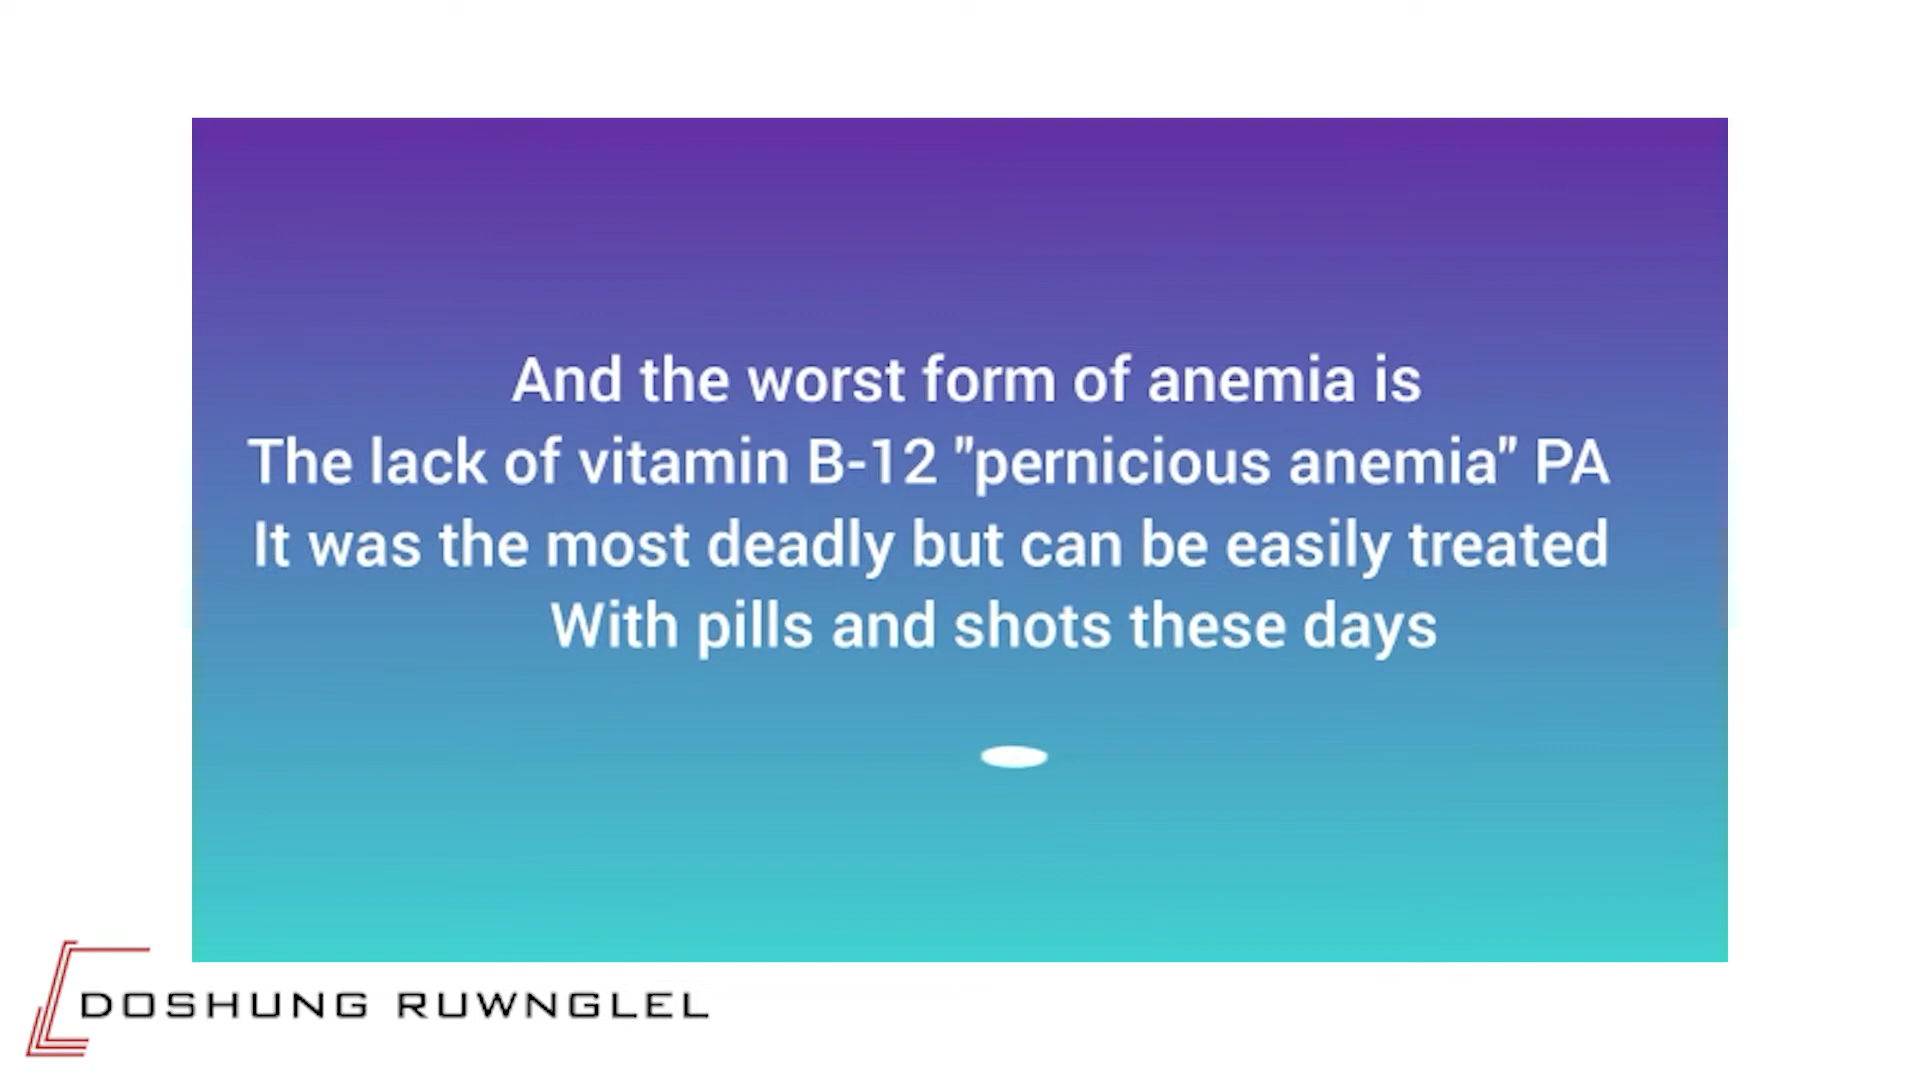 And the worst form of anemia is
The lack of vitamin B-12 "pernicious anemia" PA
It was the most deadly but can be easily treated
With pills and shots these days
DOSHUNG RUWNGLEL